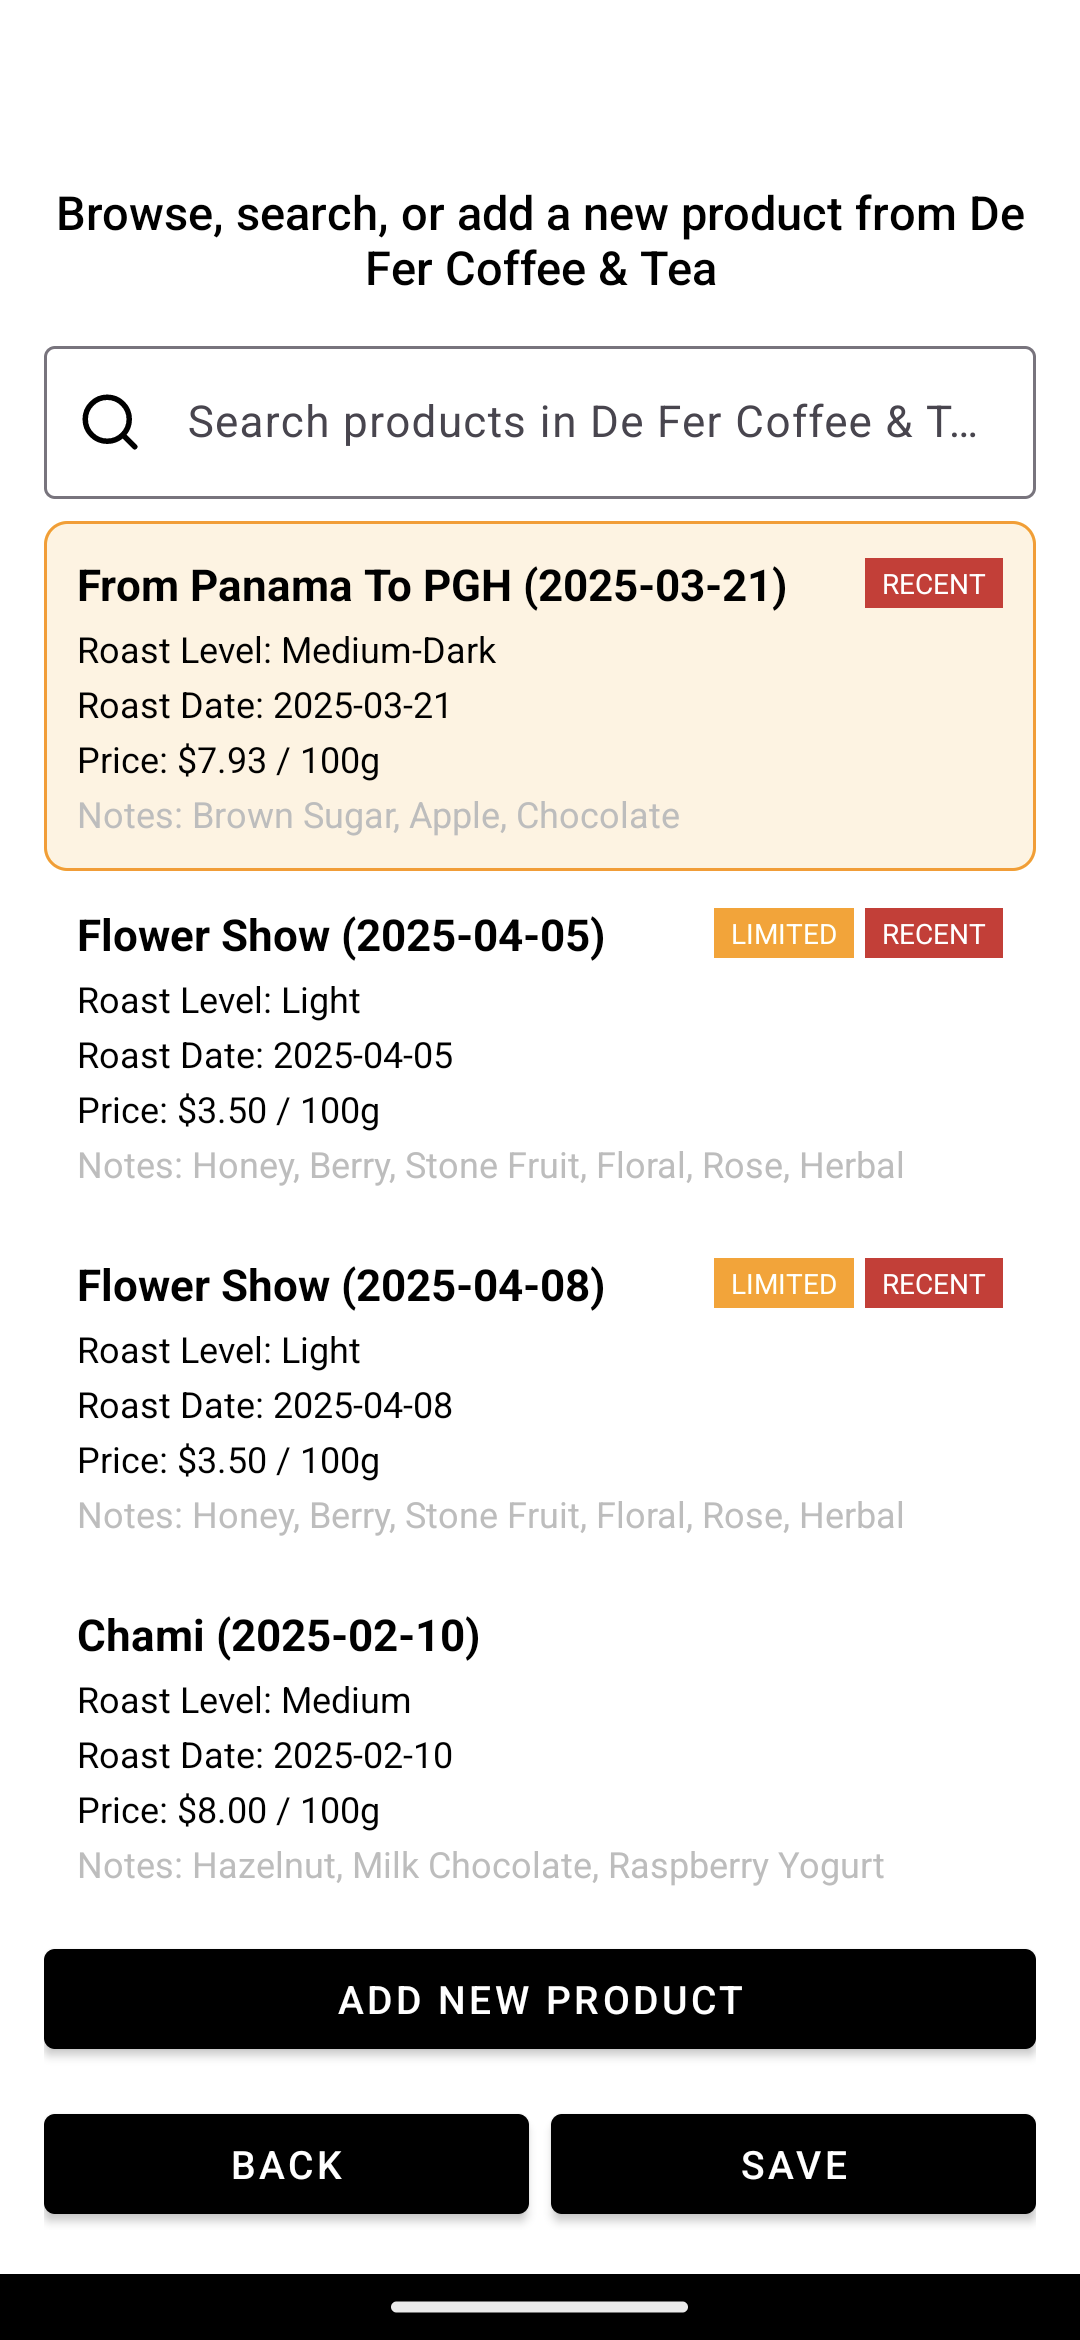 Browse, search, or add a new product from De
Fer Coffee & Tea
Search products in De Fer Coffee & T...
From Panama To PGH (2025-03-21)
RECENT
Roast Level: Medium-Dark
Roast Date: 2025-03-21
Price: $7.93 / 100g
Notes: Brown Sugar, Apple, Chocolate
Flower Show (2025-04-05)
LIMITED
RECENT
Roast Level: Light
Roast Date: 2025-04-05
Price: $3.50 / 100g
Notes: Honey, Berry, Stone Fruit, Floral, Rose, Herbal
Flower Show (2025-04-08)
LIMITED
RECENT
Roast Level: Light
Roast Date: 2025-04-08
Price: $3.50 / 100g
Notes: Honey, Berry, Stone Fruit, Floral, Rose, Herbal
Chami (2025-02-10)
Roast Level: Medium
Roast Date: 2025-02-10
Price: $8.00 / 100g
Notes: Hazelnut, Milk Chocolate, Raspberry Yogurt
ADD NEW PRODUCT
BACK
SAVE